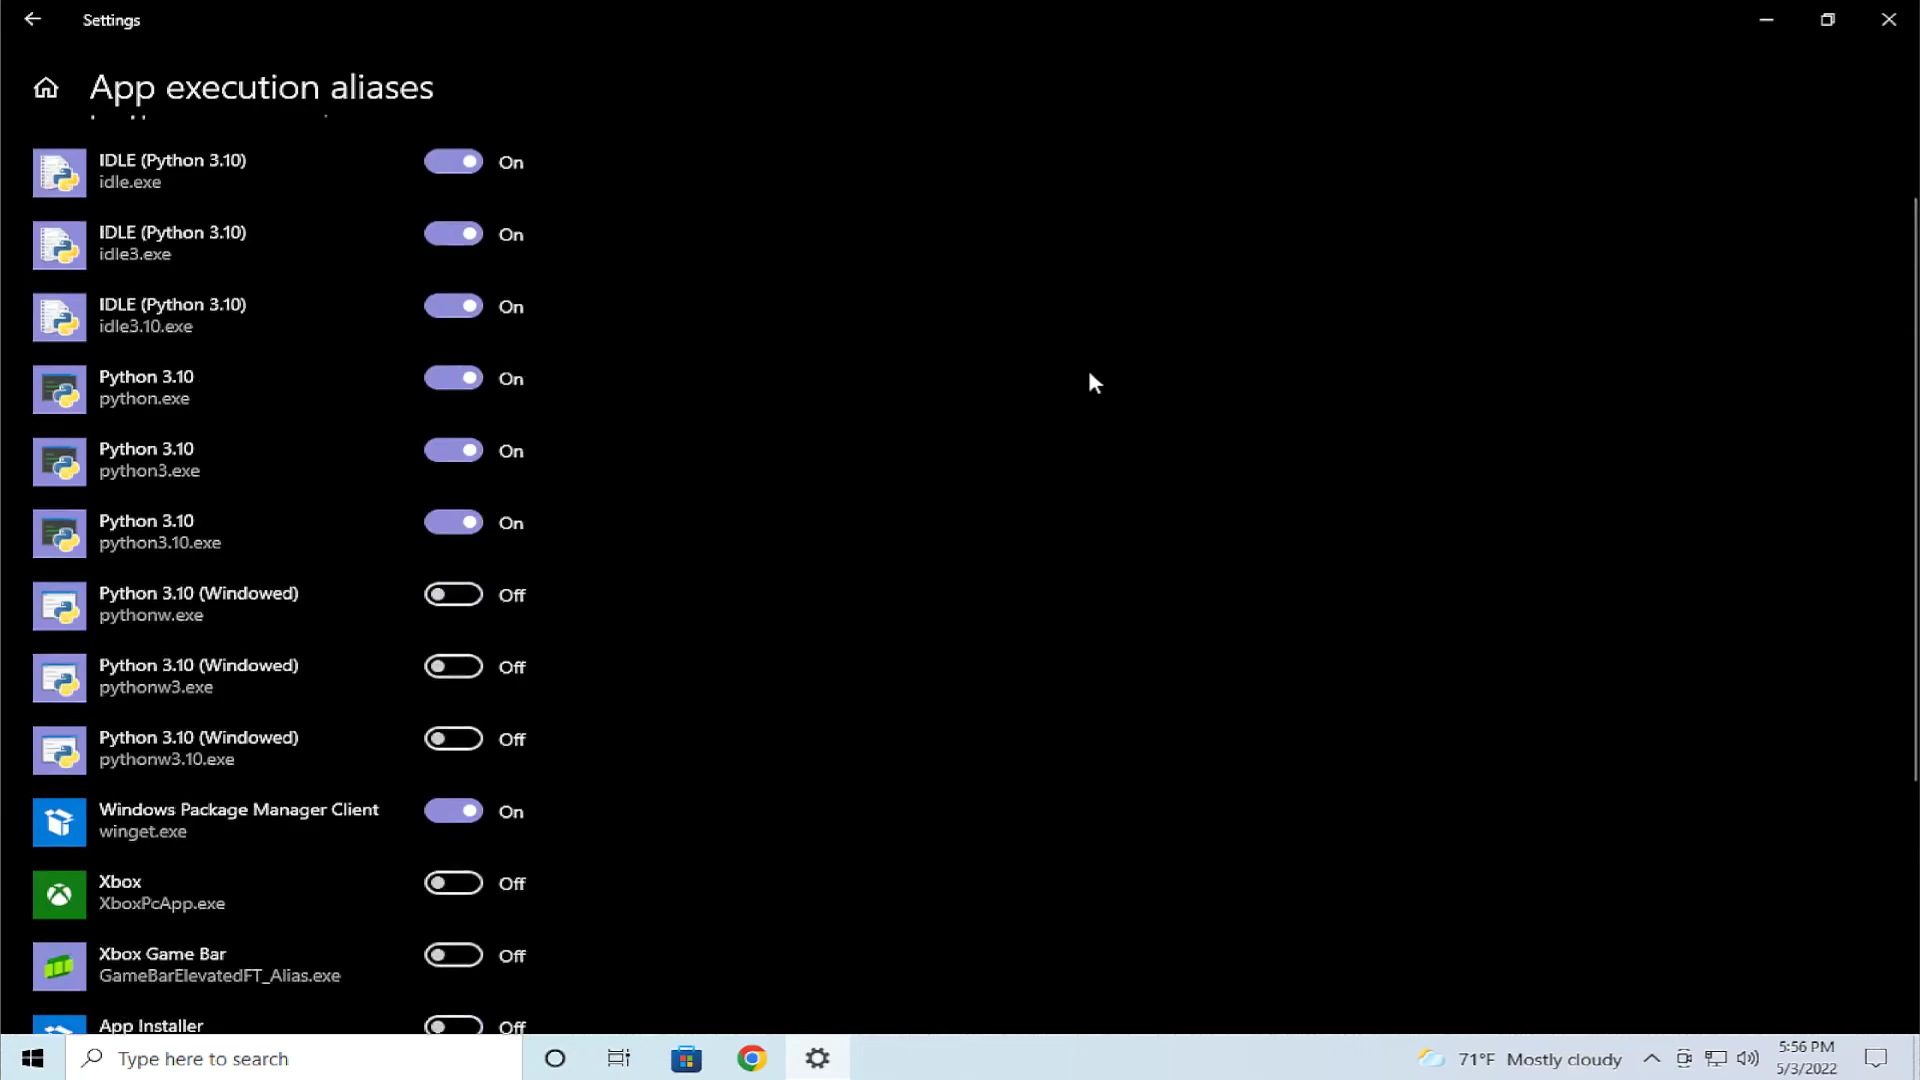 Settings
App execution aliases
IDLE (Python 3.10)
On
idle.exe
IDLE (Python 3.10)
On
idle3.exe
IDLE (Python 3.10)
On
idle3.10.exe
Python 3.10
On
python.exe
Python 3.10
On
python3.exe
Python 3.10
On
python3.10.exe
Python 3.10 (Windowed)
Off
pythonw.exe
Python 3.10 (Windowed)
Off
pythonw3.exe
Python 3.10 (Windowed)
Off
pythonw3.10.exe
Windows Package Manager Client
On
winget.exe
Xbox
Off
XboxPcApp.exe
Xbox Game Bar
Off
GameBarElevatedFT_Alias.exe
App Installer
Off
Type here to search
71°F Mostly cloudy
5:56 PM
5/3/2022